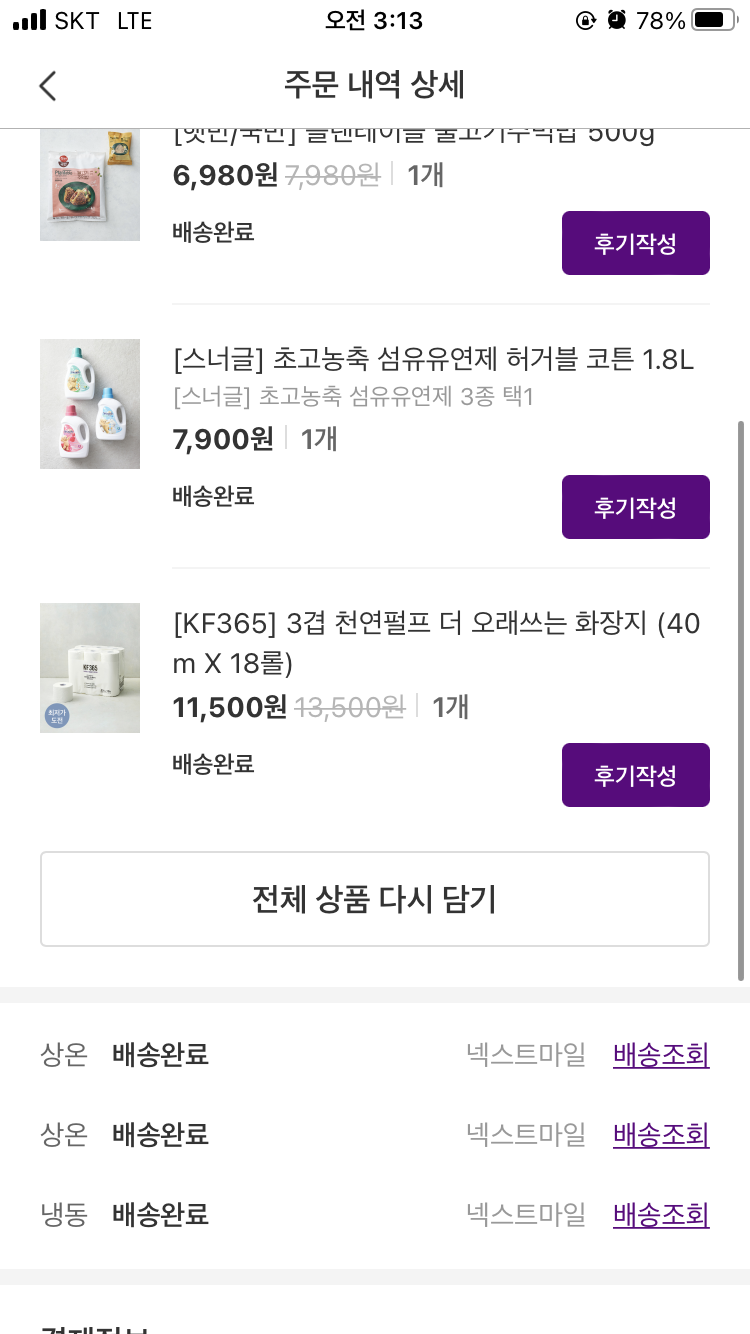 SKT LTE
오전 3:13
78%
주문 내역 상세
500g
6,980원 7,980원 1개
배송완료
후기작성
[스너글] 초고농축 섬유유연제 허거블 코튼 1.8L
[스너글] 초고농축 섬유유연제 3종 택1
7,900원 1개
배송완료
후기작성
KF365
최저가
도전
[KF365] 3겹 천연펄프 더 오래쓰는 화장지 (40
m X 18롤)
11,500원 13,500원 1개
배송완료
후기작성
전체 상품 다시 담기
상온 배송완료 넥스트마일 배송조회
상온 배송완료 넥스트마일 배송조회
냉동 배송완료 넥스트마일 배송조회